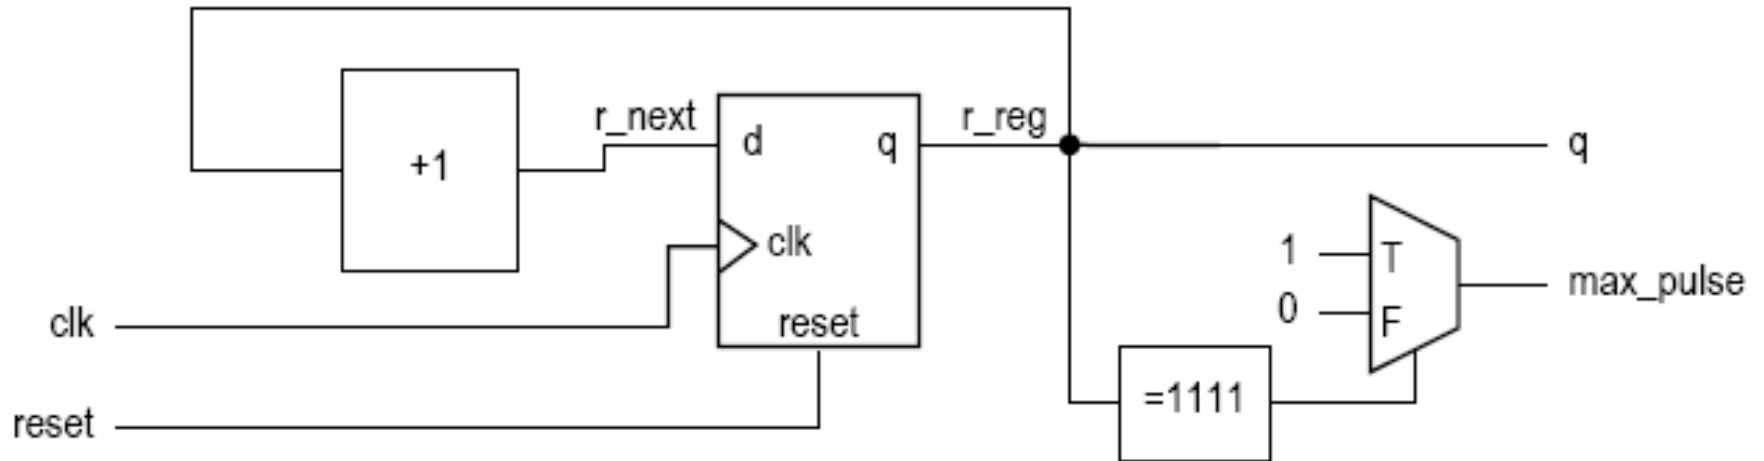 r_next
r_reg
d
q
q
+1
clk
1
T
max_pulse
0
F
clk
reset
=1111
reset